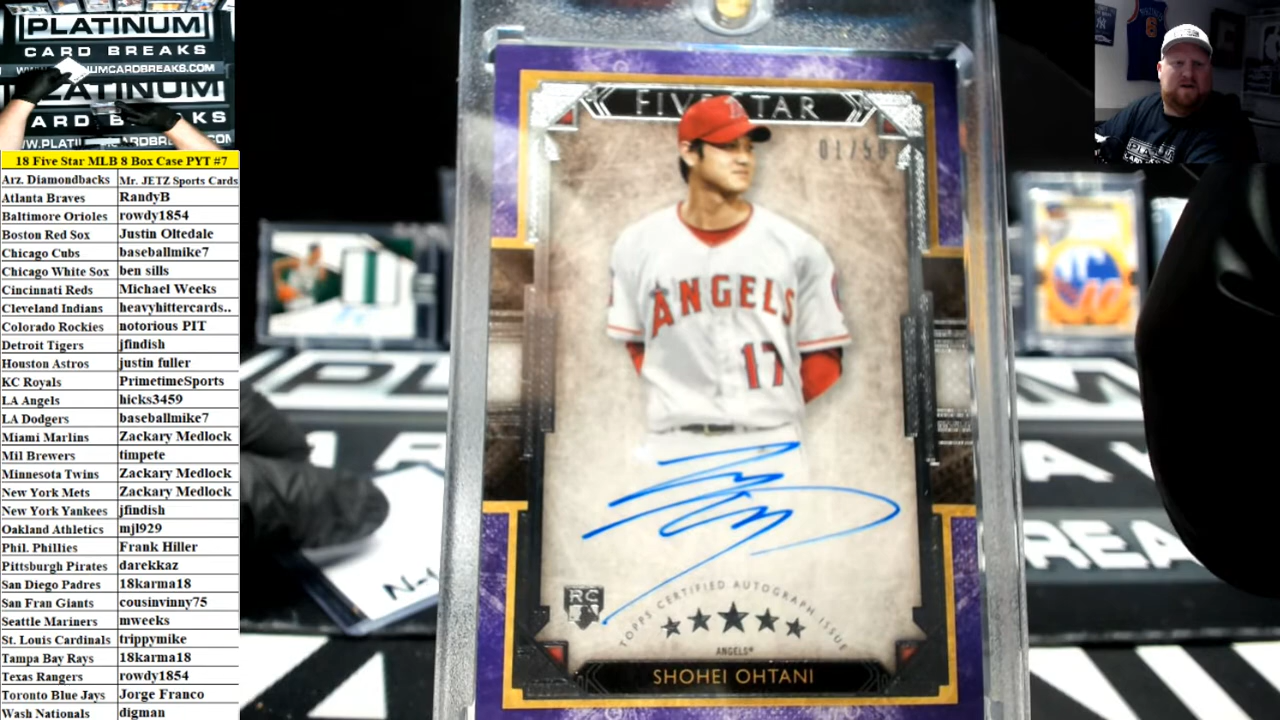 PLATINUM
CARD BREAKS
18 Five Star MLB 8 Box Case PYT #7
Arz. Diamondbacks Mr. JETZ Sports Cards
Atlanta Braves RandyB
Baltimore Orioles rowdy1854
Boston Red Sox Justin Oltedale
Chicago Cubs baseballmike7
Chicago White Sox ben sills
Cincinnati Reds Michael Weeks
Cleveland Indians heavyhittercards..
Colorado Rockies notorious PIT
Detroit Tigers jfindish
Houston Astros justin fuller
KC Royals PrimetimeSports
LA Angels hicks3459
LA Dodgers baseballmike7
Miami Marlins Zackary Medlock
Mil Brewers timpete
Minnesota Twins Zackary Medlock
New York Mets Zackary Medlock
New York Yankees jfindish
Oakland Athletics mjl929
Phil. Phillies Frank Hiller
Pittsburgh Pirates darekkaz
San Diego Padres 18karma18
San Fran Giants cousinvinny75
Seattle Mariners mweeks
St. Louis Cardinals trippymike
Tampa Bay Rays 18karma18
Texas Rangers rowdy1854
Toronto Blue Jays Jorge Franco
Wash Nationals digman
FIVE STAR
01/50
ANGELS
17
RC
TOPPS CERTIFIED AUTOGRAPH ISSUE
ANGELS®
SHOHEI OHTANI